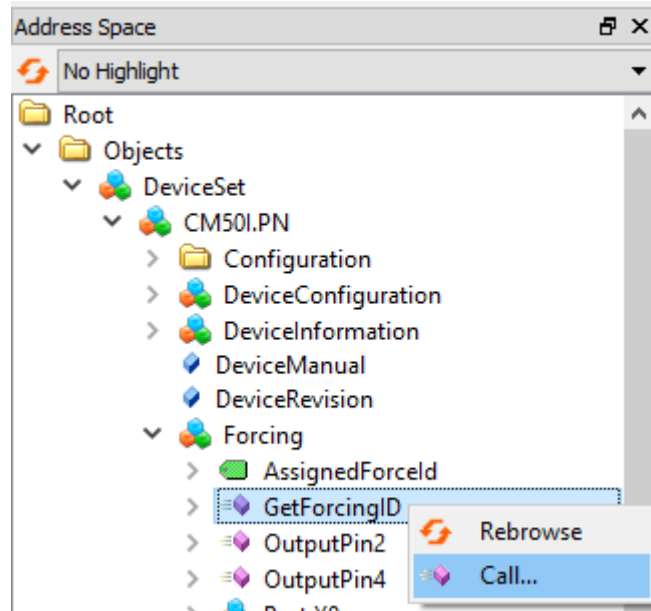 Address Space
No Highlight
Root
Objects
DeviceSet
CM50I.PN
Configuration
DeviceConfiguration
DeviceInformation
DeviceManual
DeviceRevision
Forcing
AssignedForceId
GetForcingID
Rebrowse
OutputPin2
OutputPin4
Call...